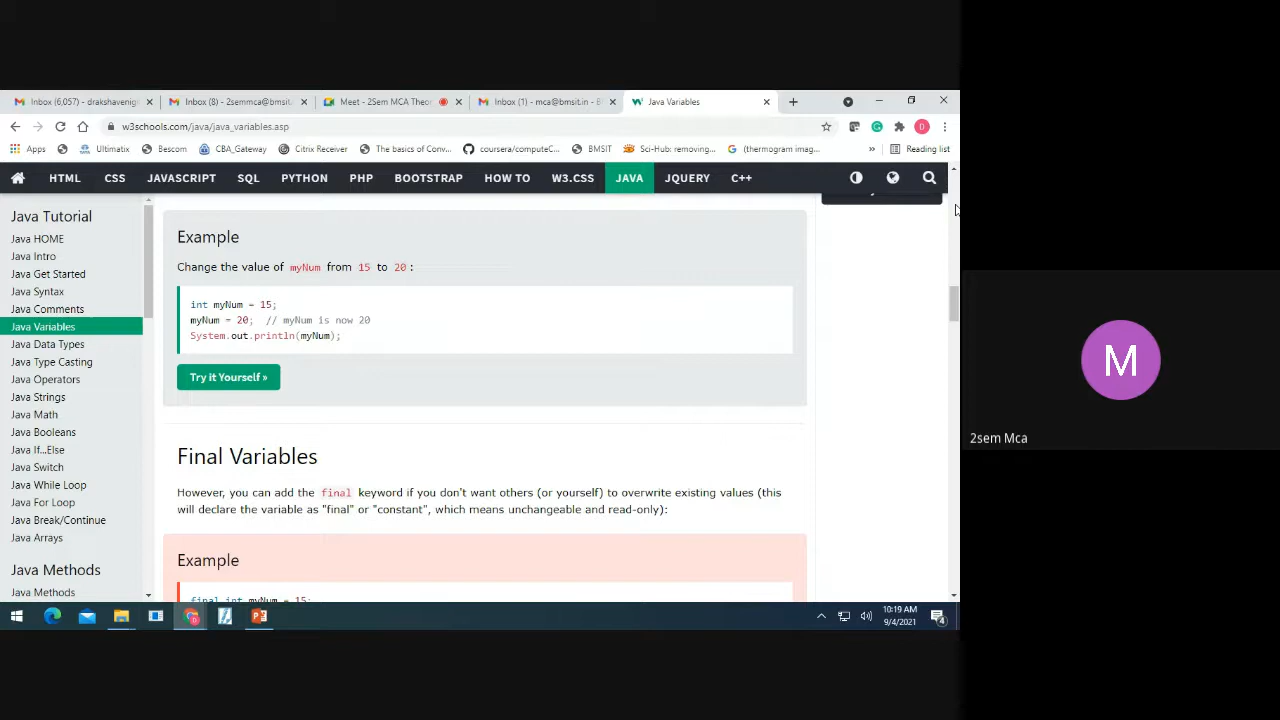 Inbox (6,057) - drakshavenig
Inbox (8) - 2semmca@bmsit.
Meet - 2Sem MCA Theor
Inbox (1) - mca@bmsit.in - B
Java Variables
w3schools.com/java/java_variables.asp
Apps
Ultimatix
Bescom
CBA_Gateway
Citrix Receiver
The basics of Conv...
coursera/computeC...
BMSIT
Sci-Hub: removing...
(thermogram imag...
»
Reading list
HTML
CSS
JAVASCRIPT
SQL
PYTHON
PHP
BOOTSTRAP
HOW TO
W3.CSS
JAVA
JQUERY
C++
Java Tutorial
Java HOME
Java Intro
Java Get Started
Java Syntax
Java Comments
Java Variables
Java Data Types
Java Type Casting
Java Operators
Java Strings
Java Math
Java Booleans
Java If...Else
Java Switch
Java While Loop
Java For Loop
Java Break/Continue
Java Arrays
Java Methods
Java Methods
Example
Change the value of myNum from 15 to 20 :
int myNum = 15;
myNum = 20;  // myNum is now 20
System.out.println(myNum);
Try it Yourself »
Final Variables
However, you can add the final keyword if you don't want others (or yourself) to overwrite existing values (this
will declare the variable as "final" or "constant", which means unchangeable and read-only):
Example
final int myNum = 15;
M
2sem Mca
10:19 AM
9/4/2021
4